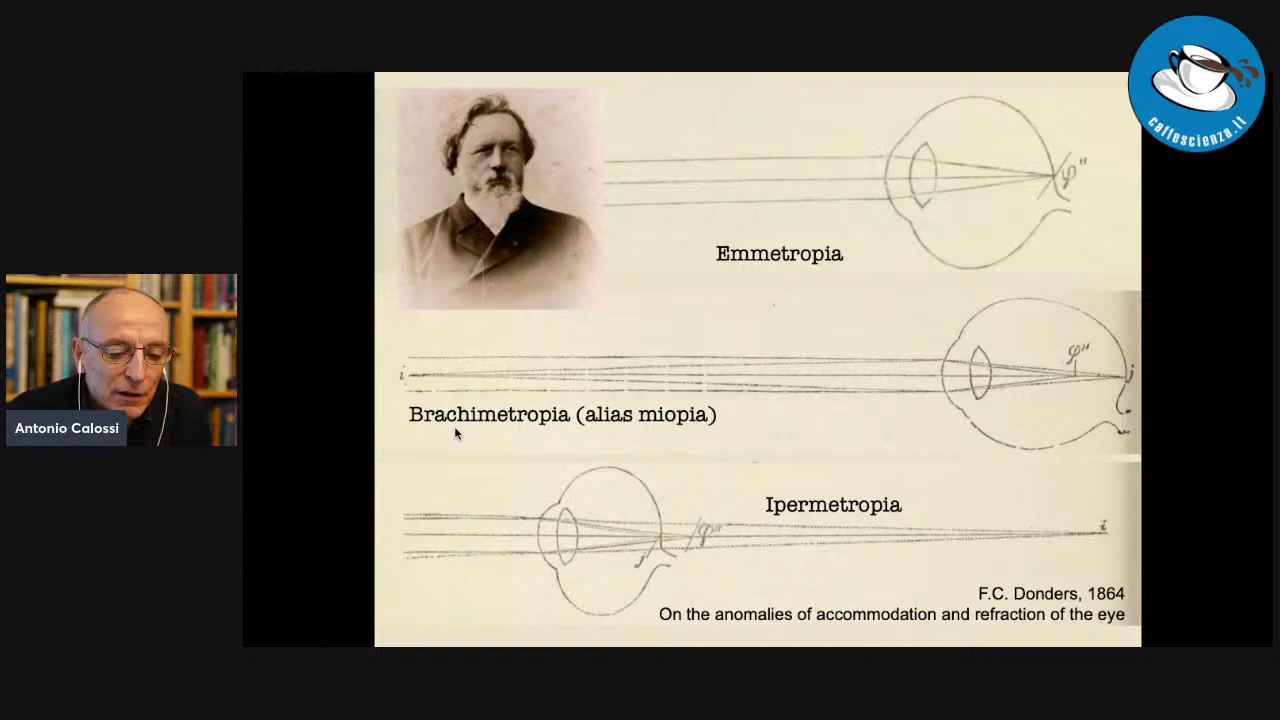 caffescienza.it
φ"
Emmetropia
i
φ"
j
Brachimetropia (alias miopia)
Ipermetropia
φ"
j
i
Antonio Calossi
F.C. Donders, 1864
On the anomalies of accommodation and refraction of the eye